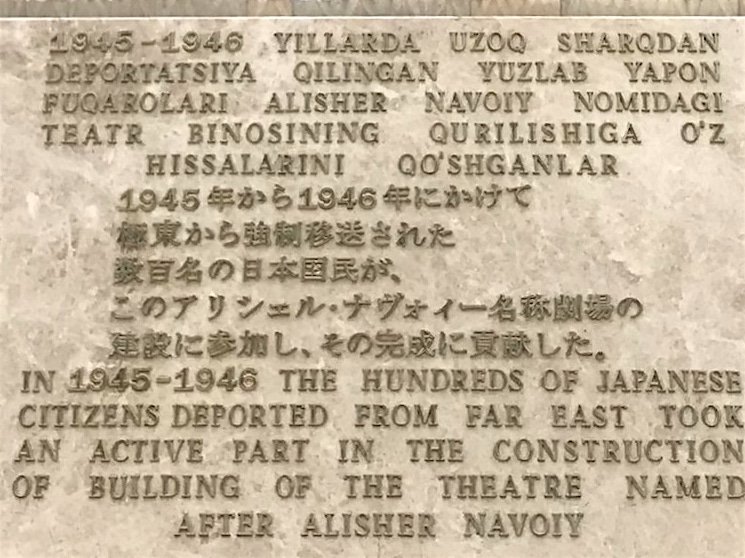 1945-1946 YILLARDA UZOQ SHARQDAN
DEPORTATSIYA QILINGAN YUZLAB YAPON
FUQAROLARI ALISHER NAVOIY NOMIDAGI
TEATR BINOSINING QURILISHIGA O'Z
HISSALARINI QO'SHGANLAR
1945年から1946年にかけて
極東から強制移送された
数百名の日本国民が、
このアリシェル・ナヴォイー名称劇場の
建設に参加し、その完成に貢献した。
IN 1945-1946 THE HUNDREDS OF JAPANESE
CITIZENS DEPORTED FROM FAR EAST TOOK
AN ACTIVE PART IN THE CONSTRUCTION
OF BUILDING OF THE THEATRE NAMED
AFTER ALISHER NAVOIY